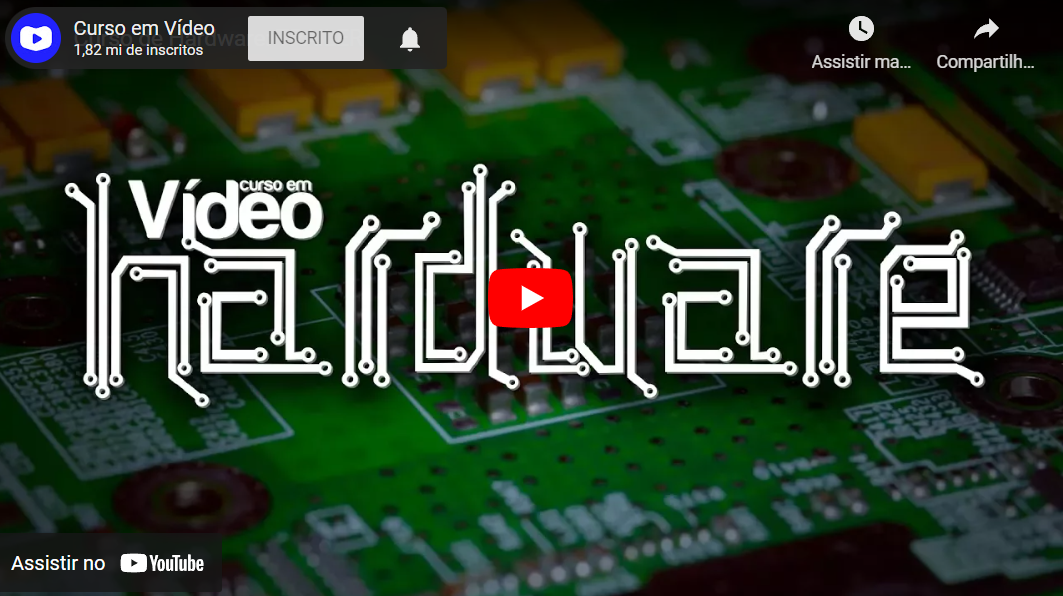 Curso em Vídeo
1,82 mi de inscritos
INSCRITO
Assistir ma...
Compartilh...
curso em
Vídeo
hardware
Assistir no YouTube